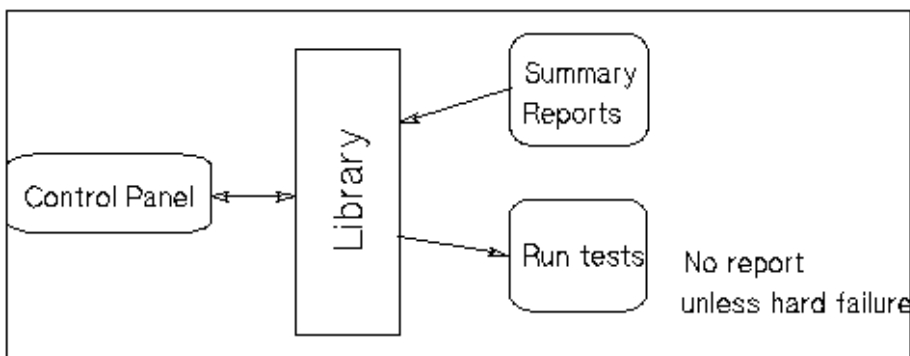 Control Panel
Library
Summary
Reports
Run tests
No report
unless hard failure